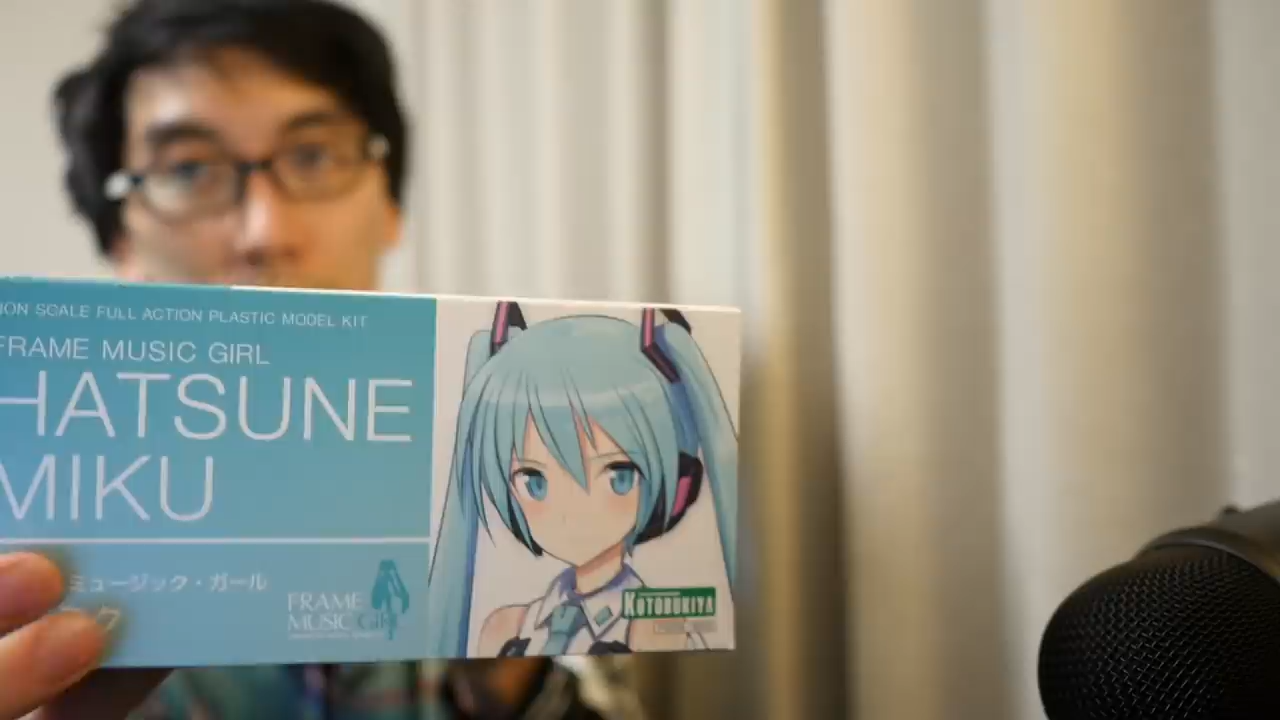 ION SCALE FULL ACTION PLASTIC MODEL KIT
FRAME MUSIC GIRL
HATSUNE
MIKU
ミュージック・ガール
ク
FRAME
MUSIC GIRL
KOTOBUKIYA